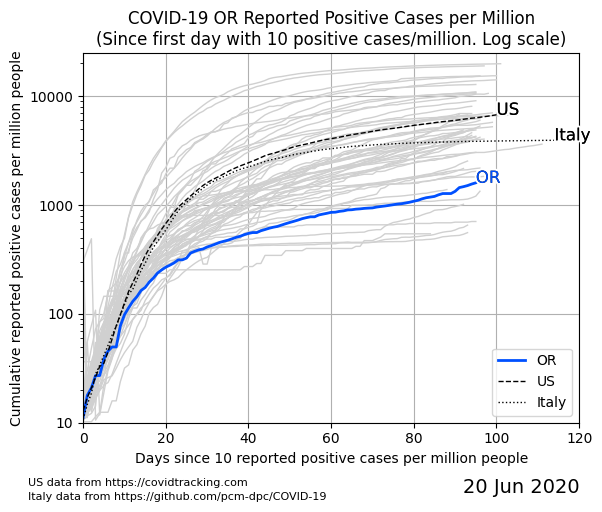 COVID-19 OR Reported Positive Cases per Million
(Since first day with 10 positive cases/million. Log scale)
Cumulative reported positive cases per million people
10000
1000
100
10
US
Italy
OR
OR
US
Italy
0 20 40 60 80 100 120
Days since 10 reported positive cases per million people
US data from https://covidtracking.com
Italy data from https://github.com/pcm-dpc/COVID-19
20 Jun 2020